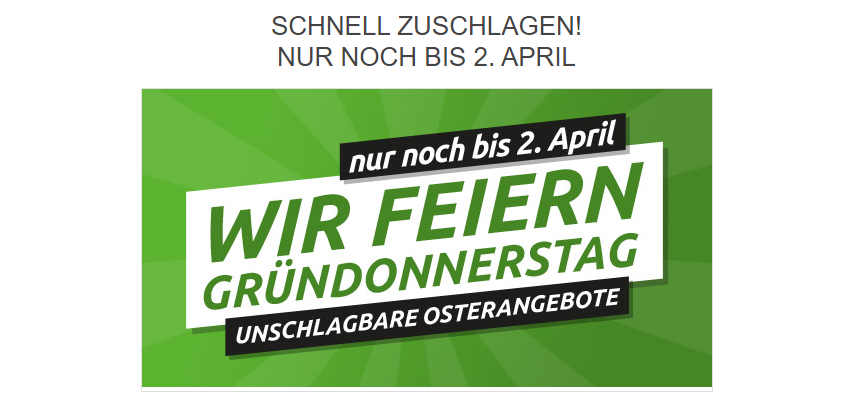 SCHNELL ZUSCHLAGEN!
NUR NOCH BIS 2. APRIL
nur noch bis 2. April
WIR FEIERN
GRÜNDONNERSTAG
UNSCHLAGBARE OSTERANGEBOTE